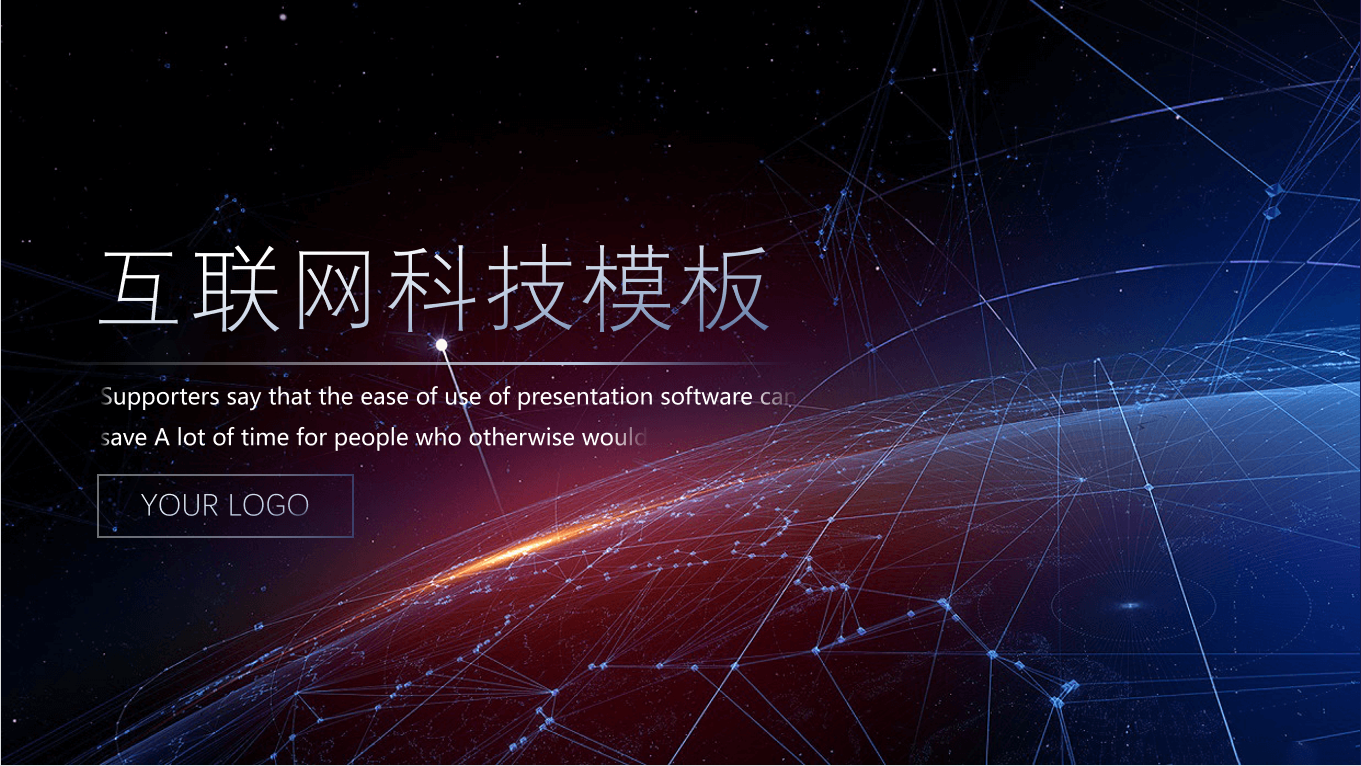 互联网科技模板
Supporters say that the ease of use of presentation software can
save A lot of time for people who otherwise would
YOUR LOGO